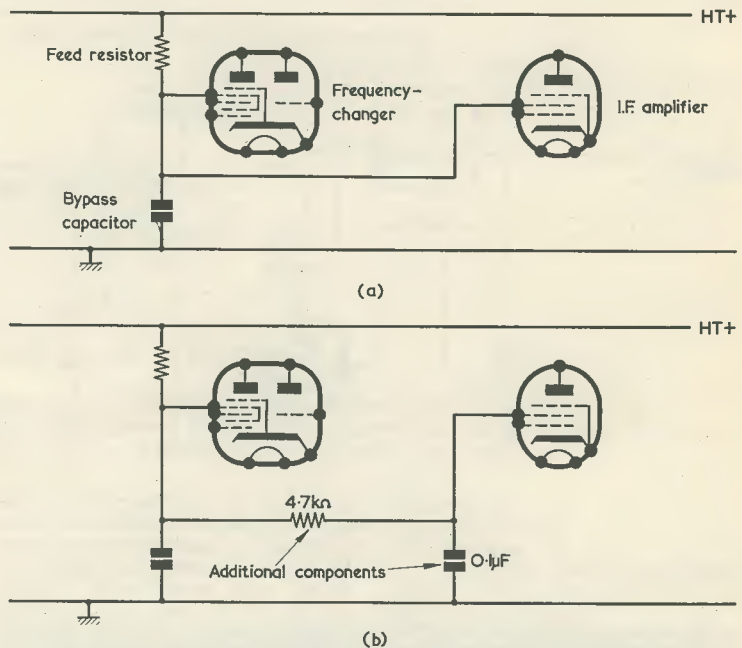 HT+
Feed resistor
Frequency-
changer
I.F. amplifier
Bypass
capacitor
(a)
HT+
4·7kΩ
Additional components
0·1µF
(b)